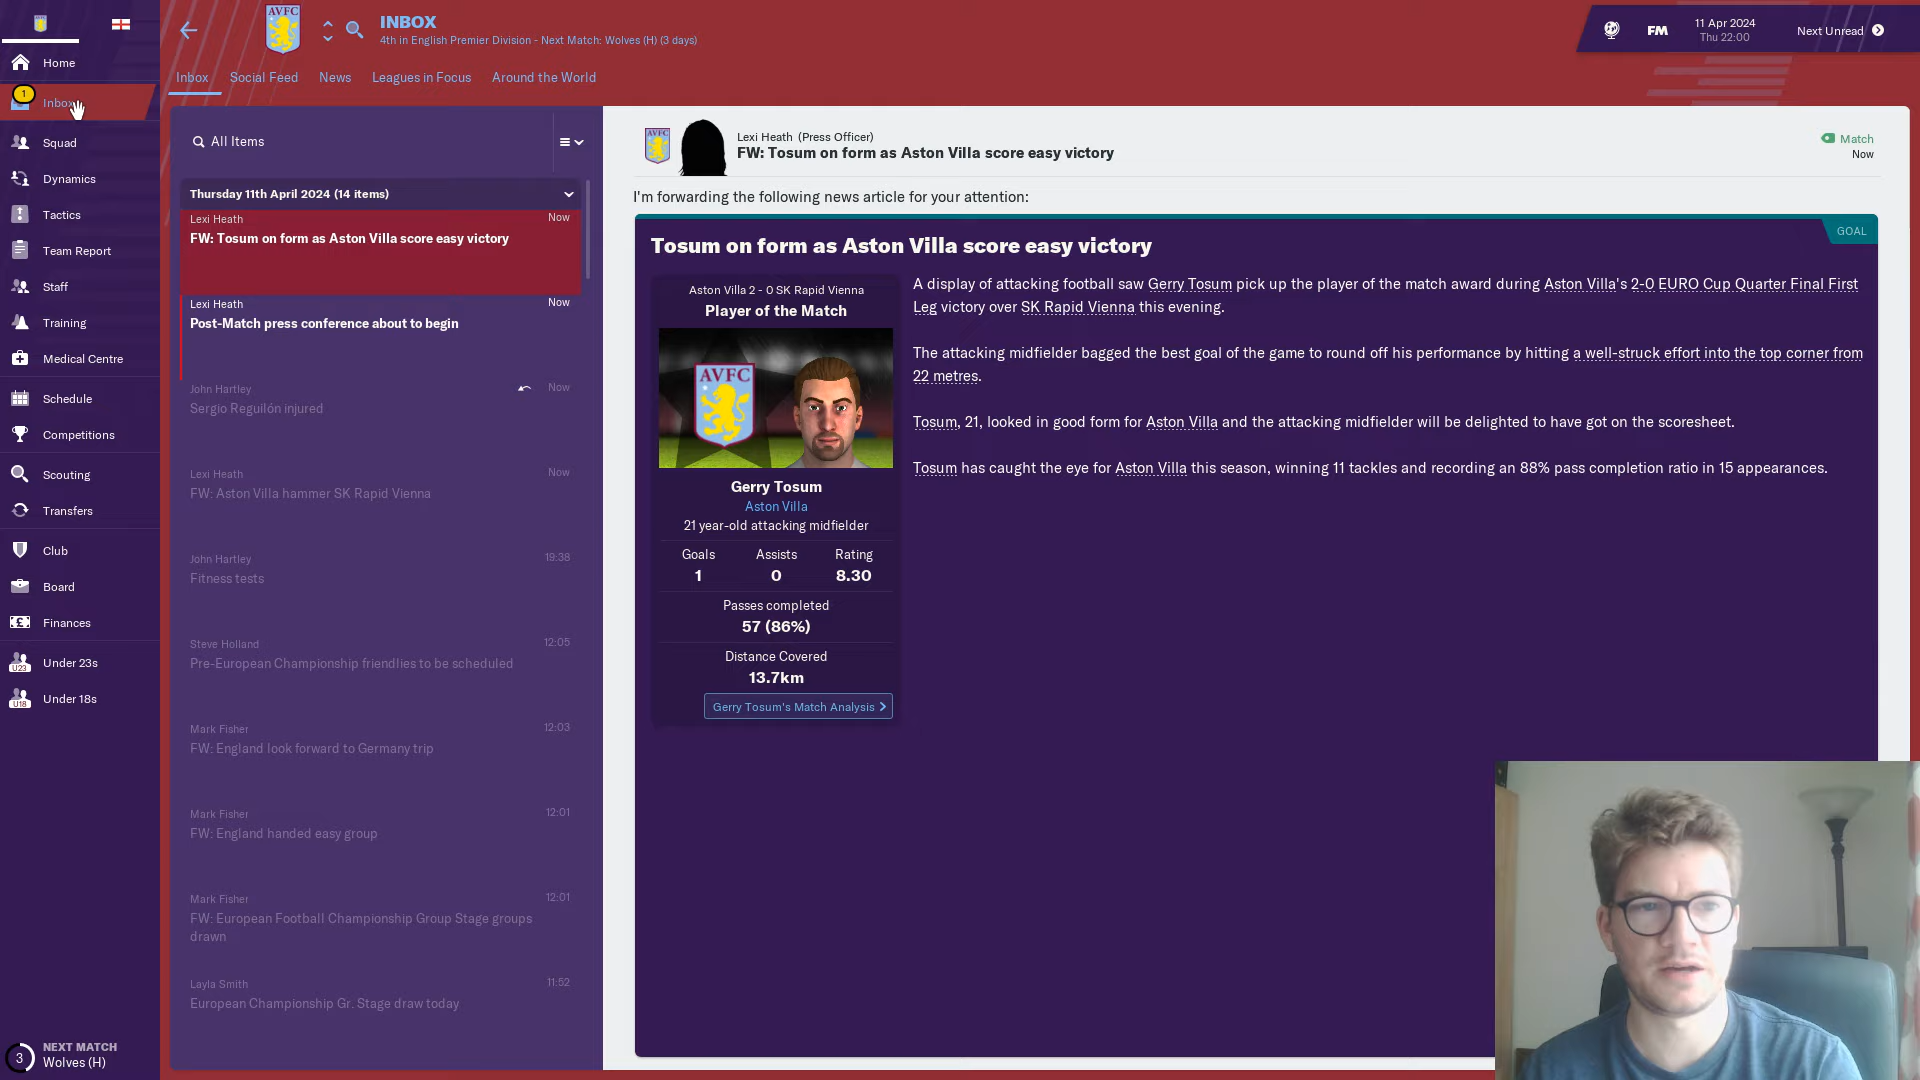 Home
1
Inbox
Squad
Dynamics
Tactics
Team Report
Staff
Training
Medical Centre
Schedule
Competitions
Scouting
Transfers
Club
Board
Finances
U23
Under 23s
U18
Under 18s
3
NEXT MATCH
Wolves (H)
AVFC
INBOX
4th in English Premier Division - Next Match: Wolves (H) (3 days)
FM
11 Apr 2024
Thu 22:00
Next Unread
Inbox
Social Feed
News
Leagues in Focus
Around the World
All Items
Thursday 11th April 2024 (14 items)
Lexi Heath
Now
FW: Tosum on form as Aston Villa score easy victory
Lexi Heath
Now
Post-Match press conference about to begin
John Hartley
Now
Sergio Reguilón injured
Lexi Heath
Now
FW: Aston Villa hammer SK Rapid Vienna
John Hartley
19:38
Fitness tests
Steve Holland
12:05
Pre-European Championship friendlies to be scheduled
Mark Fisher
12:03
FW: England look forward to Germany trip
Mark Fisher
12:01
FW: England handed easy group
Mark Fisher
12:01
FW: European Football Championship Group Stage groups
drawn
Layla Smith
11:52
European Championship Gr. Stage draw today
AVFC
Lexi Heath (Press Officer)
FW: Tosum on form as Aston Villa score easy victory
Match
Now
I'm forwarding the following news article for your attention:
GOAL
Tosum on form as Aston Villa score easy victory
Aston Villa 2 - 0 SK Rapid Vienna
Player of the Match
AVFC
Gerry Tosum
Aston Villa
21 year-old attacking midfielder
Goals Assists Rating
1 0 8.30
Passes completed
57 (86%)
Distance Covered
13.7km
Gerry Tosum's Match Analysis
A display of attacking football saw Gerry Tosum pick up the player of the match award during Aston Villa's 2-0 EURO Cup Quarter Final First
Leg victory over SK Rapid Vienna this evening.
The attacking midfielder bagged the best goal of the game to round off his performance by hitting a well-struck effort into the top corner from
22 metres.
Tosum, 21, looked in good form for Aston Villa and the attacking midfielder will be delighted to have got on the scoresheet.
Tosum has caught the eye for Aston Villa this season, winning 11 tackles and recording an 88% pass completion ratio in 15 appearances.